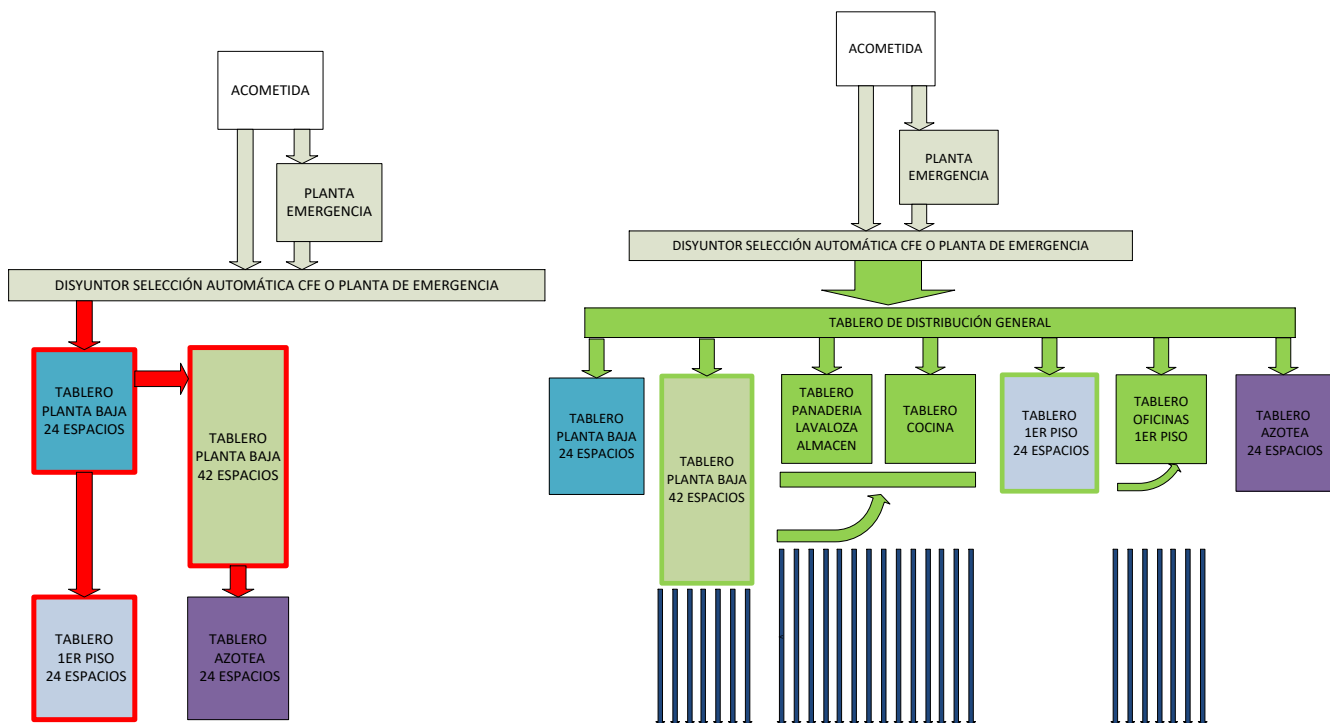 ACOMETIDA
PLANTA
EMERGENCIA
DISYUNTOR SELECCIÓN AUTOMÁTICA CFE O PLANTA DE EMERGENCIA
TABLERO
PLANTA BAJA
24 ESPACIOS
TABLERO
PLANTA BAJA
42 ESPACIOS
TABLERO
1ER PISO
24 ESPACIOS
TABLERO
AZOTEA
24 ESPACIOS
ACOMETIDA
PLANTA
EMERGENCIA
DISYUNTOR SELECCIÓN AUTOMÁTICA CFE O PLANTA DE EMERGENCIA
TABLERO DE DISTRIBUCIÓN GENERAL
TABLERO
PLANTA BAJA
24 ESPACIOS
TABLERO
PLANTA BAJA
42 ESPACIOS
TABLERO
PANADERIA
LAVALOZA
ALMACEN
TABLERO
COCINA
TABLERO
1ER PISO
24 ESPACIOS
TABLERO
OFICINAS
1ER PISO
TABLERO
AZOTEA
24 ESPACIOS